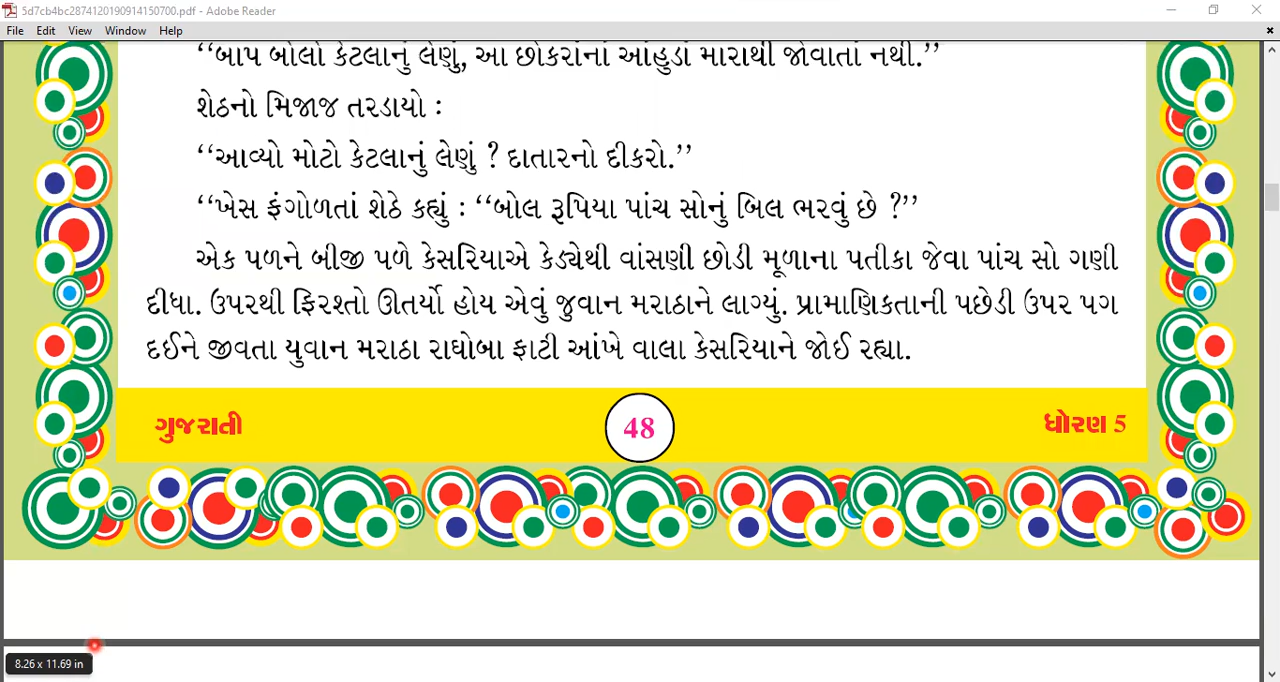 5d7cb4bc2874120190914150700.pdf - Adobe Reader
File Edit View Window Help
‘‘બાપ બોલો કેટલાનું લેણું, આ છોકરાંનાં આંહુડાં મારાથી જોવાતાં નથી.’’
શેઠનો મિજાજ તરડાયો :
‘‘આવ્યો મોટો કેટલાનું લેણું ? દાતારનો દીકરો.’’
‘‘ખેસ ફંગોળતાં શેઠે કહ્યું : ‘‘બોલ રૂપિયા પાંચ સોનું બિલ ભરવું છે ?’’
એક પળને બીજી પળે કેસરિયાએ કેડ્યેથી વાંસણી છોડી મૂળાના પતીકા જેવા પાંચ સો ગણી
દીધા. ઉપરથી ફિરશ્તો ઊતર્યો હોય એવું જુવાન મરાઠાને લાગ્યું. પ્રામાણિકતાની પછેડી ઉપર પગ
દઈને જીવતા યુવાન મરાઠા રાઘોબા ફાટી આંખે વાલા કેસરિયાને જોઈ રહ્યા.
ગુજરાતી 48 ધોરણ 5
8.26 x 11.69 in